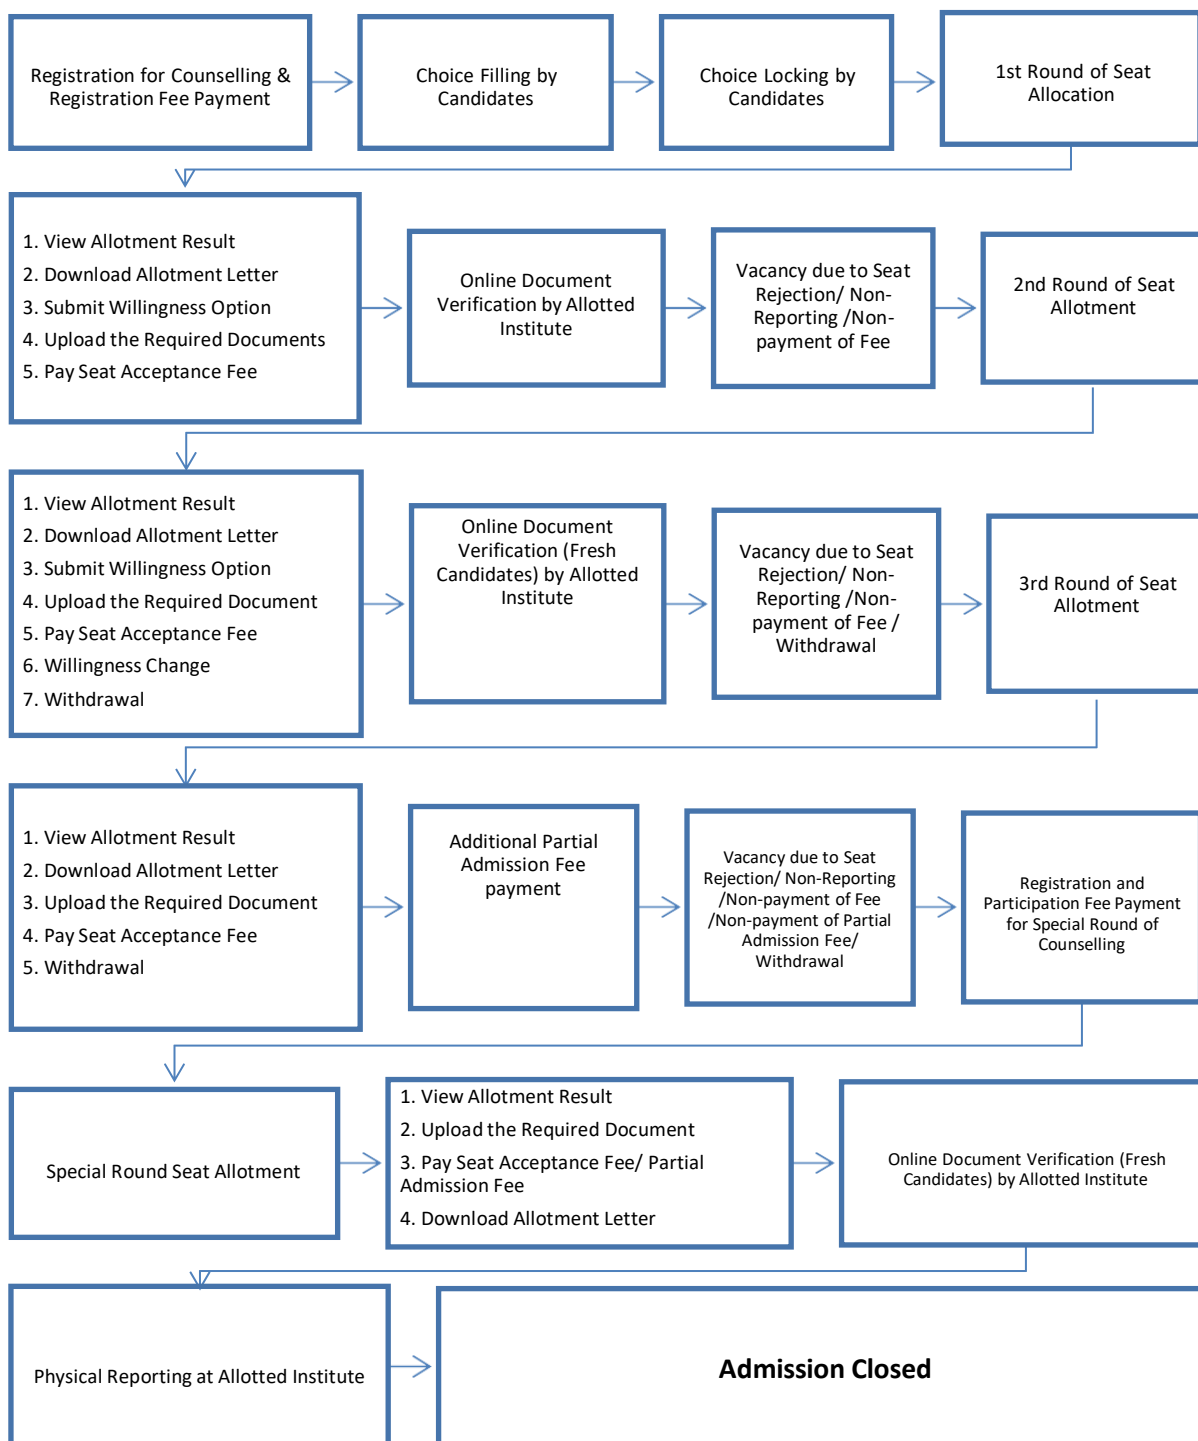 Registration for Counselling &
Registration Fee Payment
Choice Filling by
Candidates
Choice Locking by
Candidates
1st Round of Seat
Allocation
1. View Allotment Result
2. Download Allotment Letter
3. Submit Willingness Option
4. Upload the Required Documents
5. Pay Seat Acceptance Fee
Online Document
Verification by Allotted
Institute
Vacancy due to Seat
Rejection/ Non-
Reporting /Non-
payment of Fee
2nd Round of Seat
Allotment
1. View Allotment Result
2. Download Allotment Letter
3. Submit Willingness Option
4. Upload the Required Document
5. Pay Seat Acceptance Fee
6. Willingness Change
7. Withdrawal
Online Document
Verification (Fresh
Candidates) by Allotted
Institute
Vacancy due to Seat
Rejection/ Non-
Reporting /Non-
payment of Fee /
Withdrawal
3rd Round of Seat
Allotment
1. View Allotment Result
2. Download Allotment Letter
3. Upload the Required Document
4. Pay Seat Acceptance Fee
5. Withdrawal
Additional Partial
Admission Fee
payment
Vacancy due to Seat
Rejection/ Non-Reporting
/Non-payment of Fee
/Non-payment of Partial
Admission Fee/
Withdrawal
Registration and
Participation Fee Payment
for Special Round of
Counselling
Special Round Seat Allotment
1. View Allotment Result
2. Upload the Required Document
3. Pay Seat Acceptance Fee/ Partial
Admission Fee
4. Download Allotment Letter
Online Document Verification (Fresh
Candidates) by Allotted Institute
Physical Reporting at Allotted Institute
Admission Closed